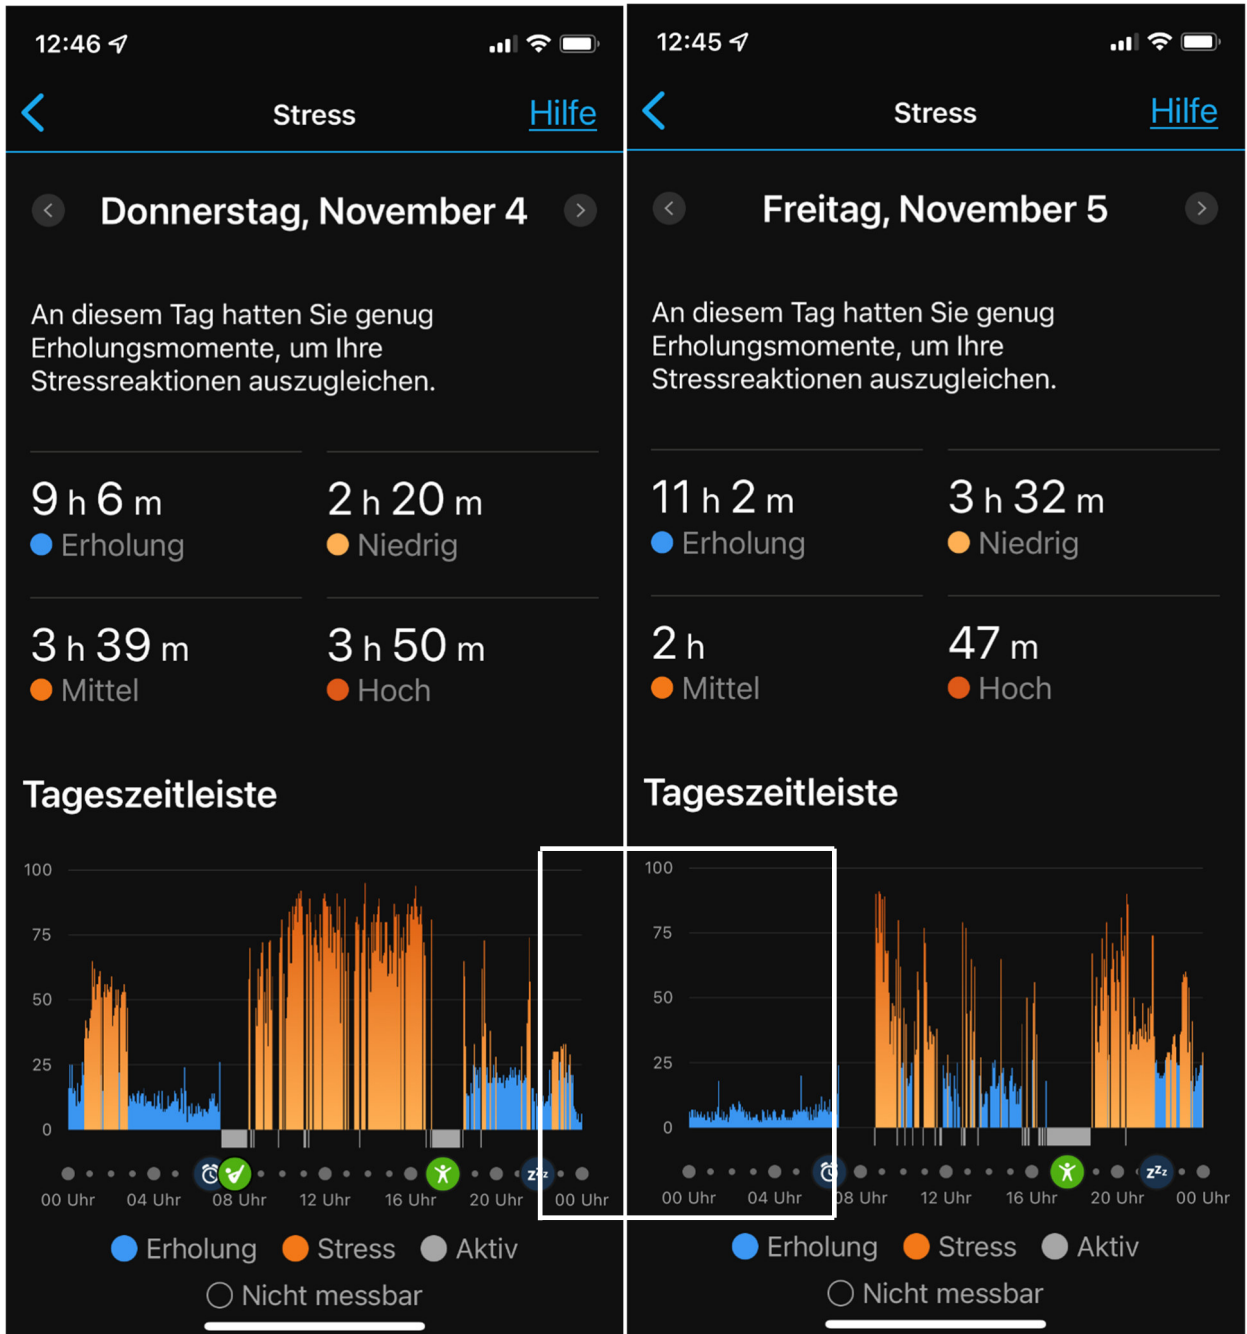 12:46
Stress
Hilfe
Donnerstag, November 4
An diesem Tag hatten Sie genug
Erholungsmomente, um Ihre
Stressreaktionen auszugleichen.
9 h 6 m
2 h 20 m
Erholung
Niedrig
3 h 39 m
3 h 50 m
Mittel
Hoch
Tageszeitleiste
100
75
50
25
0
zzz
00 Uhr
04 Uhr
08 Uhr
12 Uhr
16 Uhr
20 Uhr
00 Uhr
Erholung
Stress
Aktiv
Nicht messbar
12:45
Stress
Hilfe
Freitag, November 5
An diesem Tag hatten Sie genug
Erholungsmomente, um Ihre
Stressreaktionen auszugleichen.
11 h 2 m
3 h 32 m
Erholung
Niedrig
2 h
47 m
Mittel
Hoch
Tageszeitleiste
100
75
50
25
0
zzz
00 Uhr
04 Uhr
08 Uhr
12 Uhr
16 Uhr
20 Uhr
00 Uhr
Erholung
Stress
Aktiv
Nicht messbar